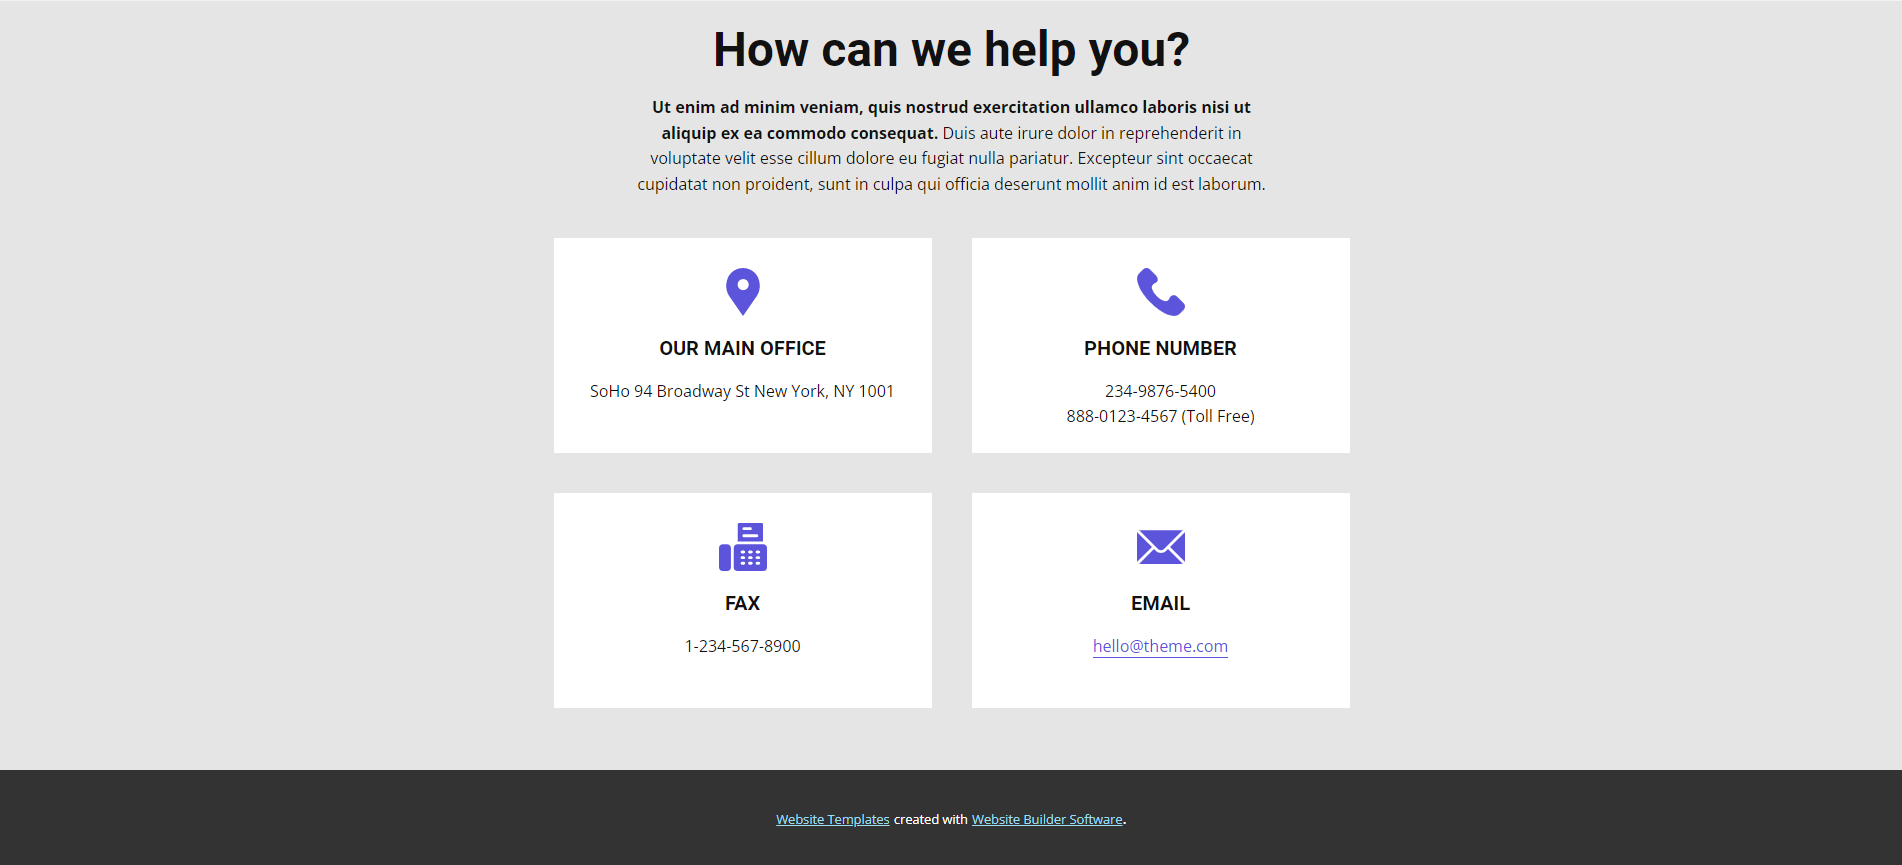 How can we help you?
Ut enim ad minim veniam, quis nostrud exercitation ullamco laboris nisi ut
aliquip ex ea commodo consequat. Duis aute irure dolor in reprehenderit in
voluptate velit esse cillum dolore eu fugiat nulla pariatur. Excepteur sint occaecat
cupidatat non proident, sunt in culpa qui officia deserunt mollit anim id est laborum.
OUR MAIN OFFICE
SoHo 94 Broadway St New York, NY 1001
PHONE NUMBER
234-9876-5400
888-0123-4567 (Toll Free)
FAX
1-234-567-8900
EMAIL
hello@theme.com
Website Templates created with Website Builder Software.